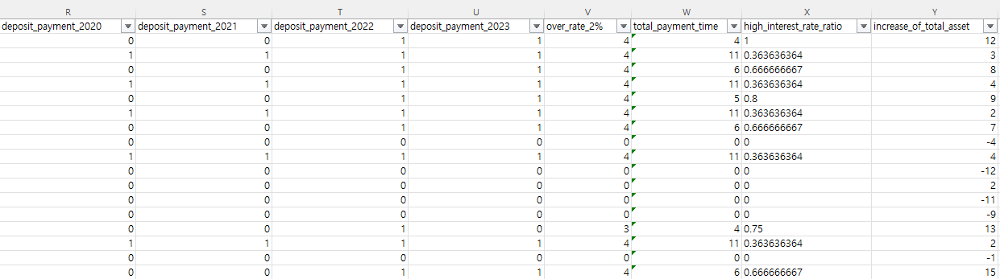 R S T U V W X Y
deposit_payment_2020 deposit_payment_2021 deposit_payment_2022 deposit_payment_2023 over_rate_2% total_payment_time high_interest_rate_ratio increase_of_total_asset
0 0 1 1 4 4 1 12
1 1 1 1 4 11 0.363636364 3
0 0 1 1 4 6 0.666666667 8
1 1 1 1 4 11 0.363636364 4
0 0 1 1 4 5 0.8 9
1 1 1 1 4 11 0.363636364 2
0 0 1 1 4 6 0.666666667 7
0 0 0 0 0 0 0 -4
1 1 1 1 4 11 0.363636364 4
0 0 0 0 0 0 0 -12
0 0 0 0 0 0 0 2
0 0 0 0 0 0 0 -11
0 0 0 0 0 0 0 -9
0 0 1 0 3 4 0.75 13
1 1 1 1 4 11 0.363636364 2
0 0 0 0 0 0 0 -1
0 0 1 1 4 6 0.666666667 15